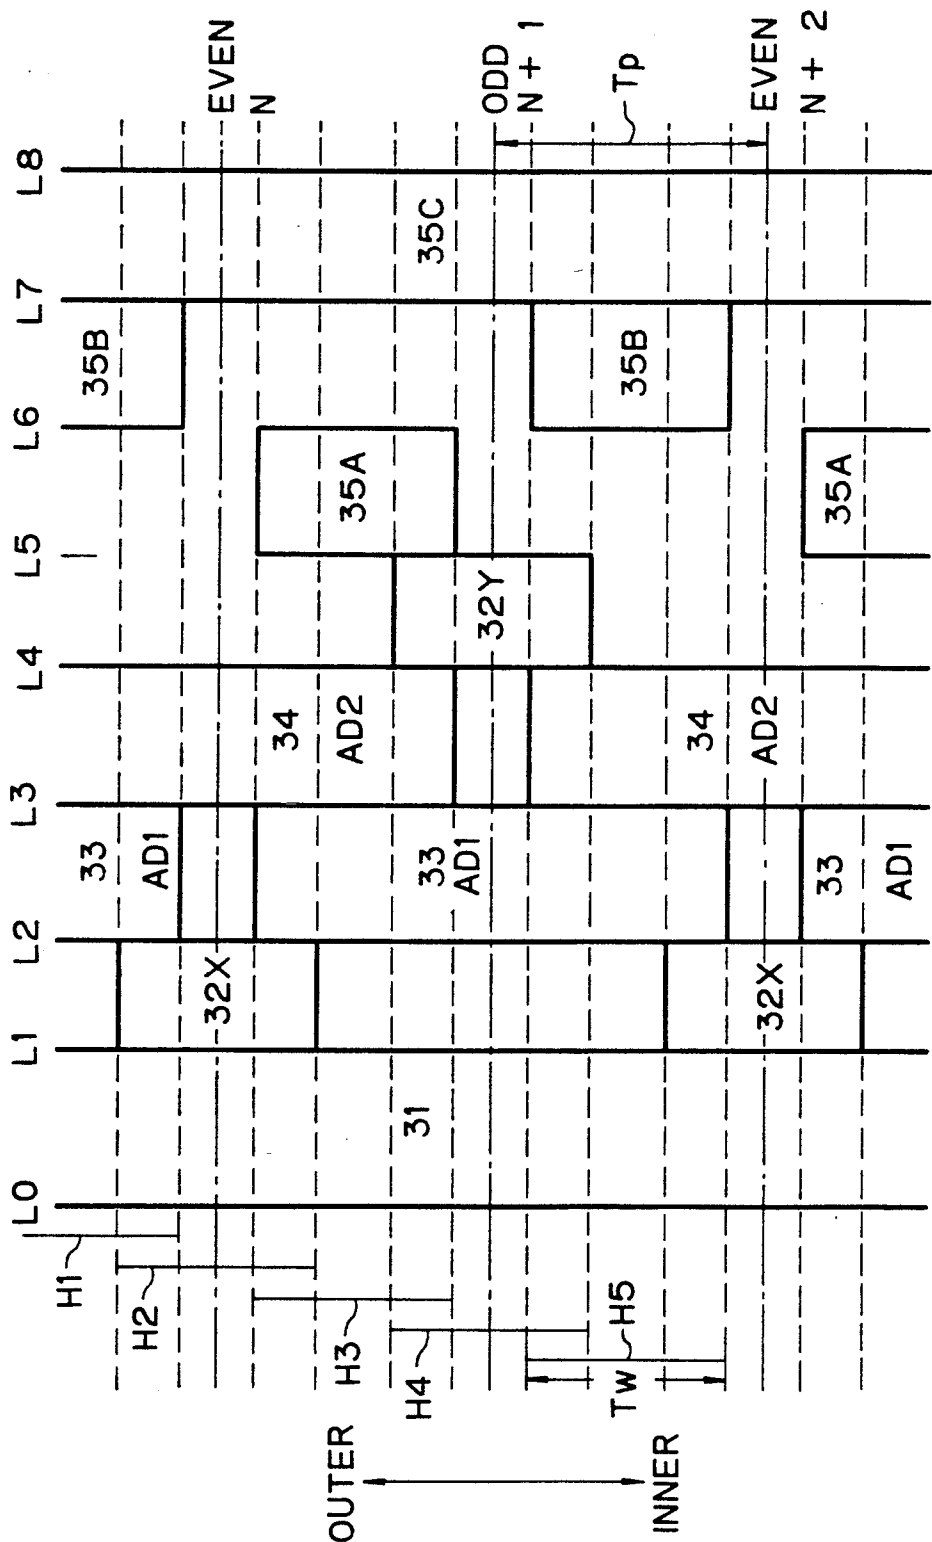 L0 L1 L2 L3 L4 L5 L6 L7 L8
H1
H2
H3
H4
H5
Tw
OUTER
INNER
31
32X
32X
33
AD1
33
AD1
33
AD1
34
AD2
34
AD2
32Y
35A
35A
35B
35B
35C
EVEN
N
ODD
N + 1
Tp
EVEN
N + 2